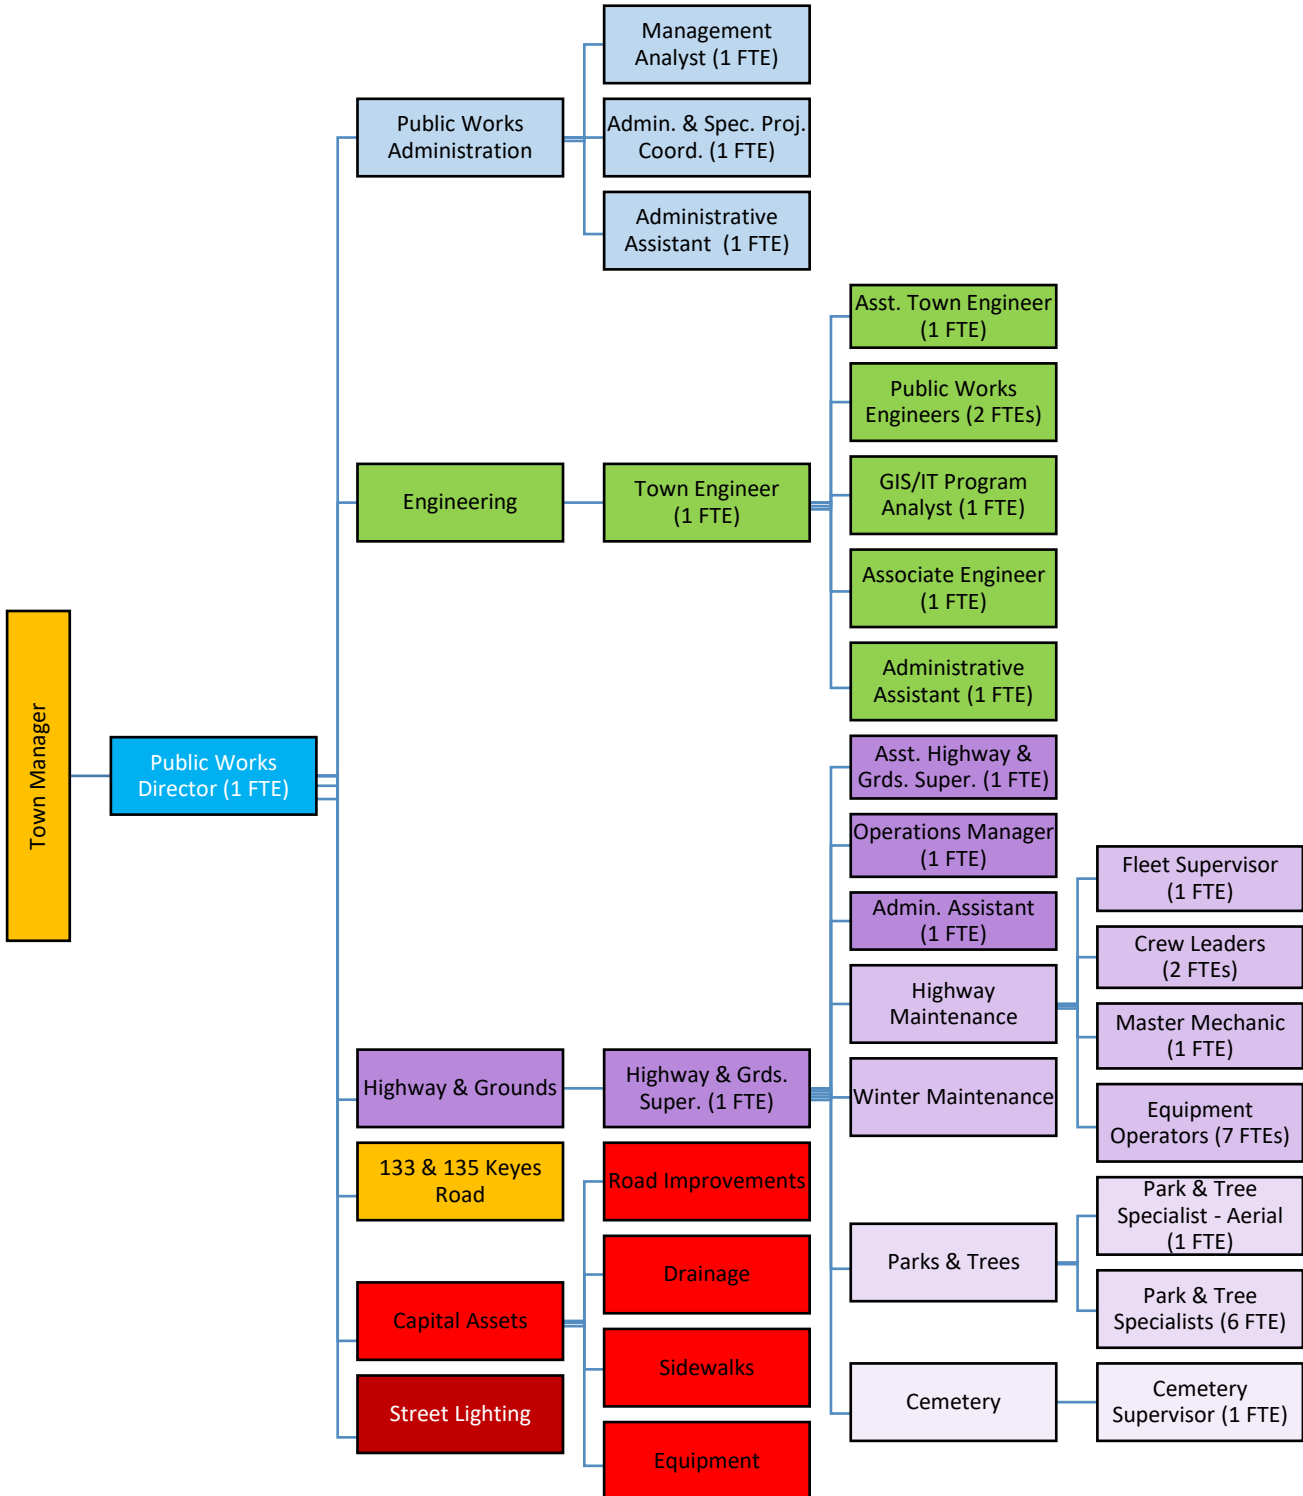 Management
Analyst (1 FTE)
Public Works
Administration
Admin. & Spec. Proj.
Coord. (1 FTE)
Administrative
Assistant  (1 FTE)
Asst. Town Engineer
(1 FTE)
Public Works
Engineers (2 FTEs)
Engineering
Town Engineer
(1 FTE)
GIS/IT Program
Analyst (1 FTE)
Associate Engineer
(1 FTE)
Administrative
Assistant (1 FTE)
Town Manager
Public Works
Director (1 FTE)
Asst. Highway &
Grds. Super. (1 FTE)
Operations Manager
(1 FTE)
Admin. Assistant
(1 FTE)
Highway
Maintenance
Fleet Supervisor
(1 FTE)
Crew Leaders
(2 FTEs)
Master Mechanic
(1 FTE)
Equipment
Operators (7 FTEs)
Highway & Grounds
Highway & Grds.
Super. (1 FTE)
Winter Maintenance
133 & 135 Keyes
Road
Road Improvements
Drainage
Parks & Trees
Park & Tree
Specialist - Aerial
(1 FTE)
Park & Tree
Specialists (6 FTE)
Capital Assets
Sidewalks
Street Lighting
Equipment
Cemetery
Cemetery
Supervisor (1 FTE)